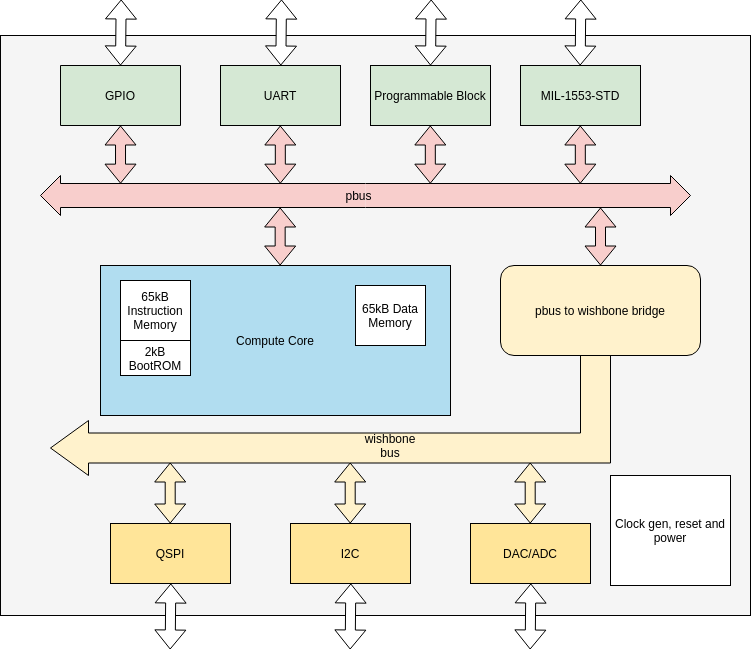 GPIO
UART
Programmable Block
MIL-1553-STD
pbus
65kB
Instruction
Memory
2kB
BootROM
Compute Core
65kB Data
Memory
pbus to wishbone bridge
wishbone
bus
QSPI
I2C
DAC/ADC
Clock gen, reset and
power